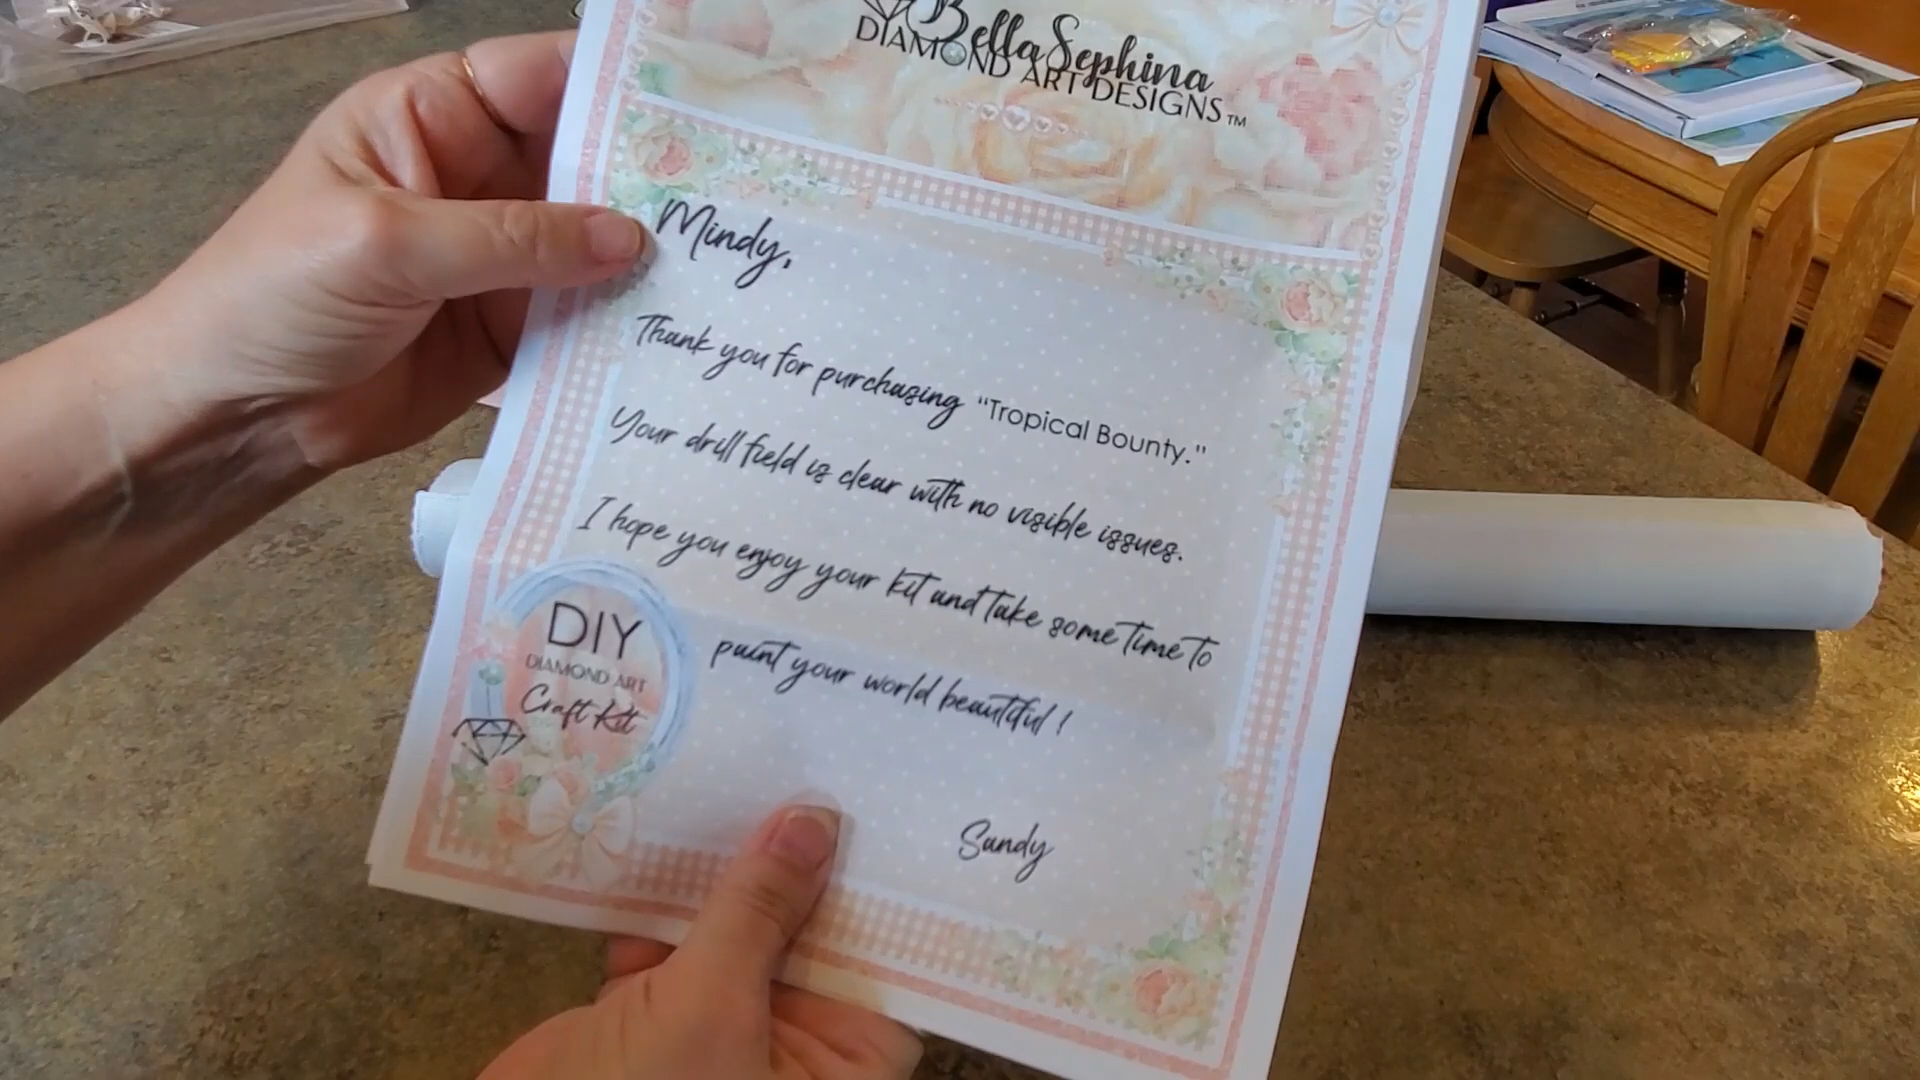 Bella Sephina
DIAMOND ART DESIGNS™
Mindy,
Thank you for purchasing "Tropical Bounty."
Your drill field is clear with no visible issues.
I hope you enjoy your kit and take some time to
paint your world beautiful!
DIY
DIAMOND ART
Craft Kit
Sandy